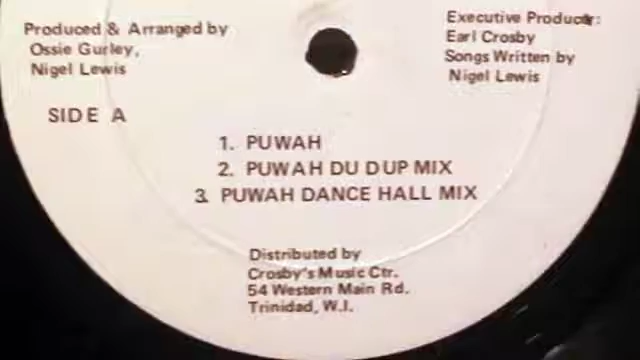 Produced & Arranged by
Ossie Gurley,
Nigel Lewis
Executive Producer:
Earl Crosby
Songs Written by
Nigel Lewis
SIDE A
1. PUWAH
2. PUWAH DU DUP MIX
3. PUWAH DANCE HALL MIX
Distributed by
Crosby's Music Ctr.
54 Western Main Rd.
Trinidad, W.I.